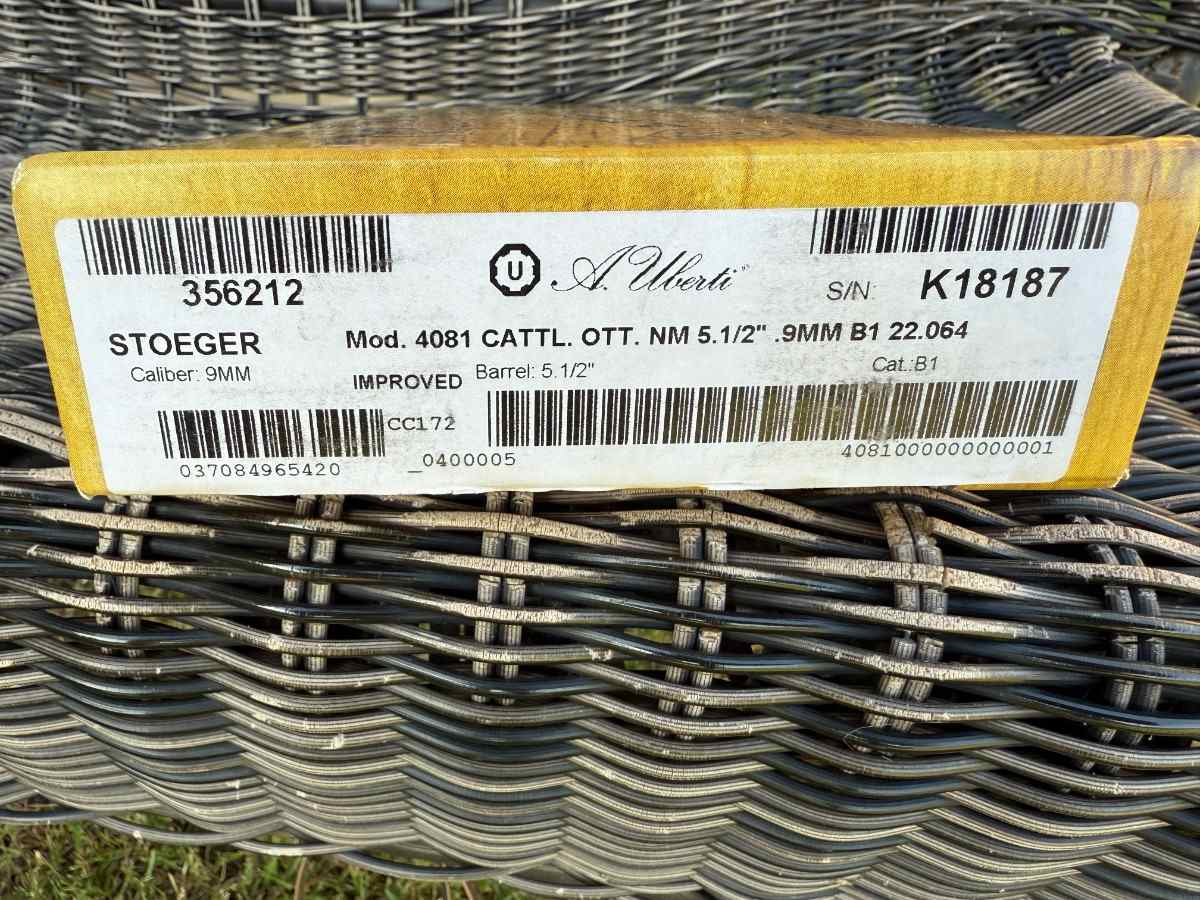 356212
U A. Uberti
S/N: K18187
STOEGER
Mod. 4081 CATTL. OTT. NM 5.1/2" .9MM B1 22.064
Caliber: 9MM
IMPROVED
Barrel: 5.1/2"
Cat.:B1
CC172
037084965420
_0400005
4081000000000001